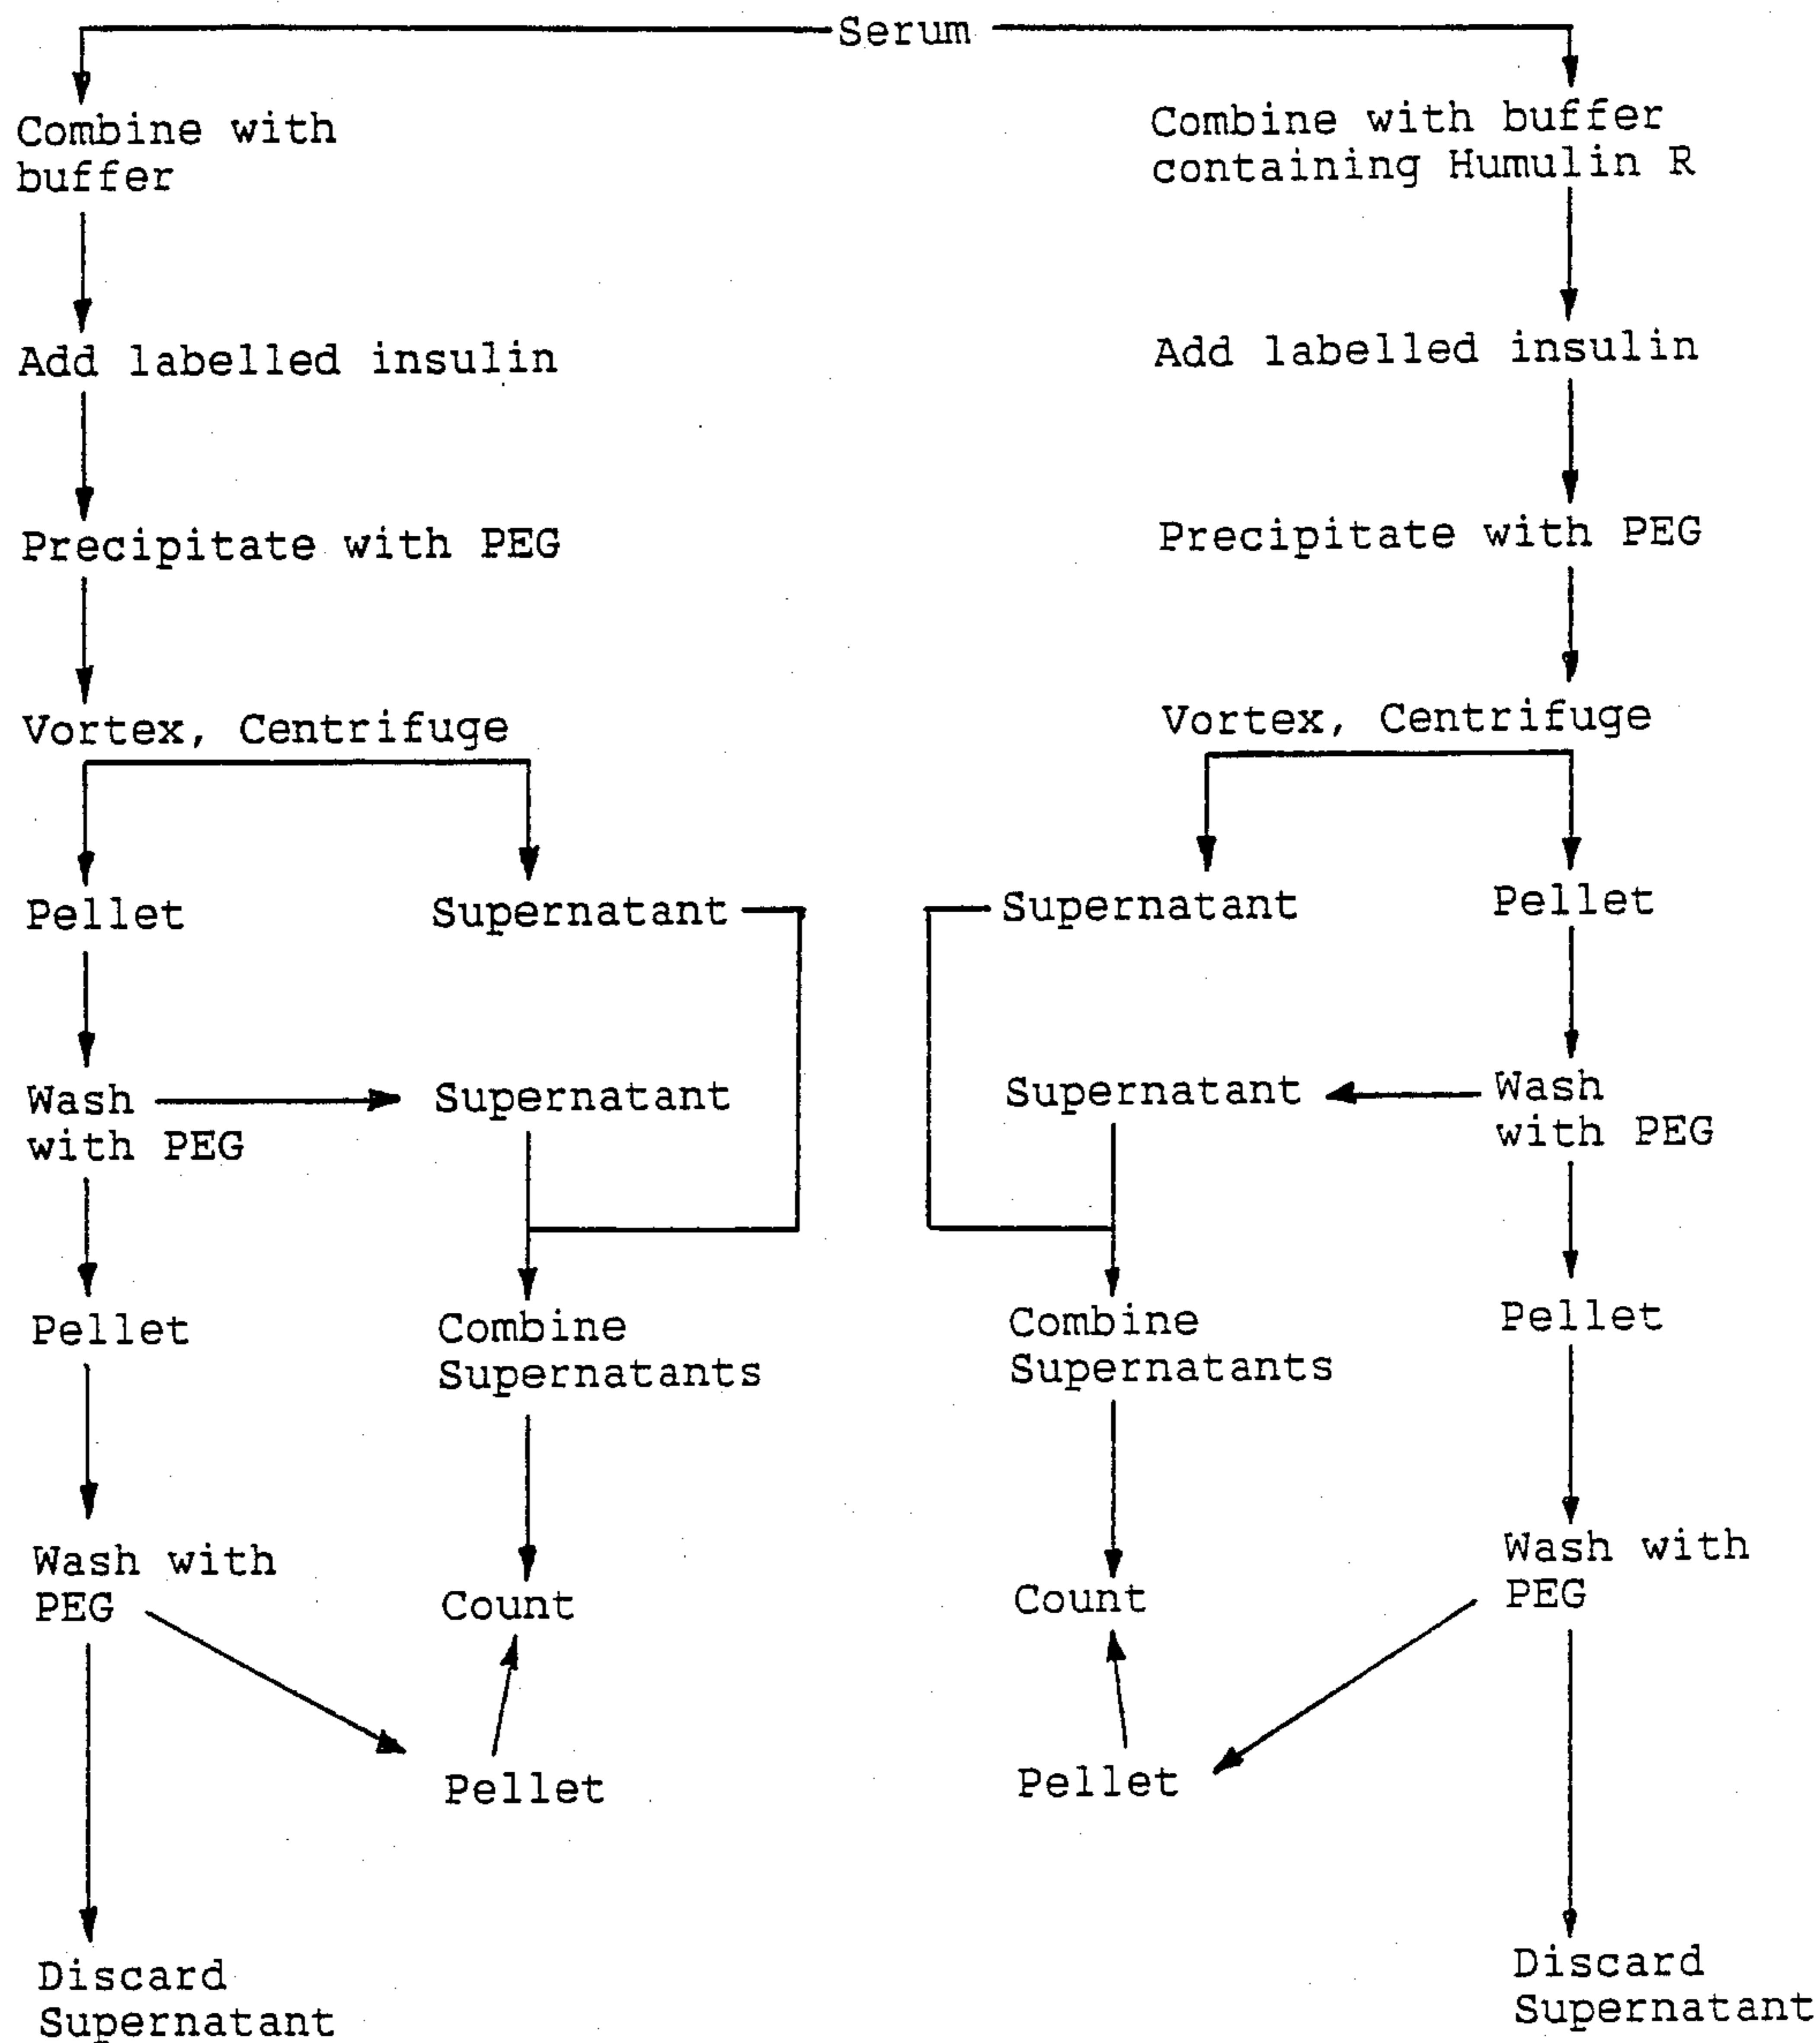 Serum
Combine with
buffer
Combine with buffer
containing Humulin R
Add labelled insulin
Add labelled insulin
Precipitate with PEG
Precipitate with PEG
Vortex, Centrifuge
Vortex, Centrifuge
Pellet
Supernatant
Supernatant
Pellet
Wash
with PEG
Supernatant
Supernatant
Wash
with PEG
Pellet
Combine
Supernatants
Combine
Supernatants
Pellet
Wash with
PEG
Count
Count
Wash with
PEG
Pellet
Pellet
Discard
Supernatant
Discard
Supernatant